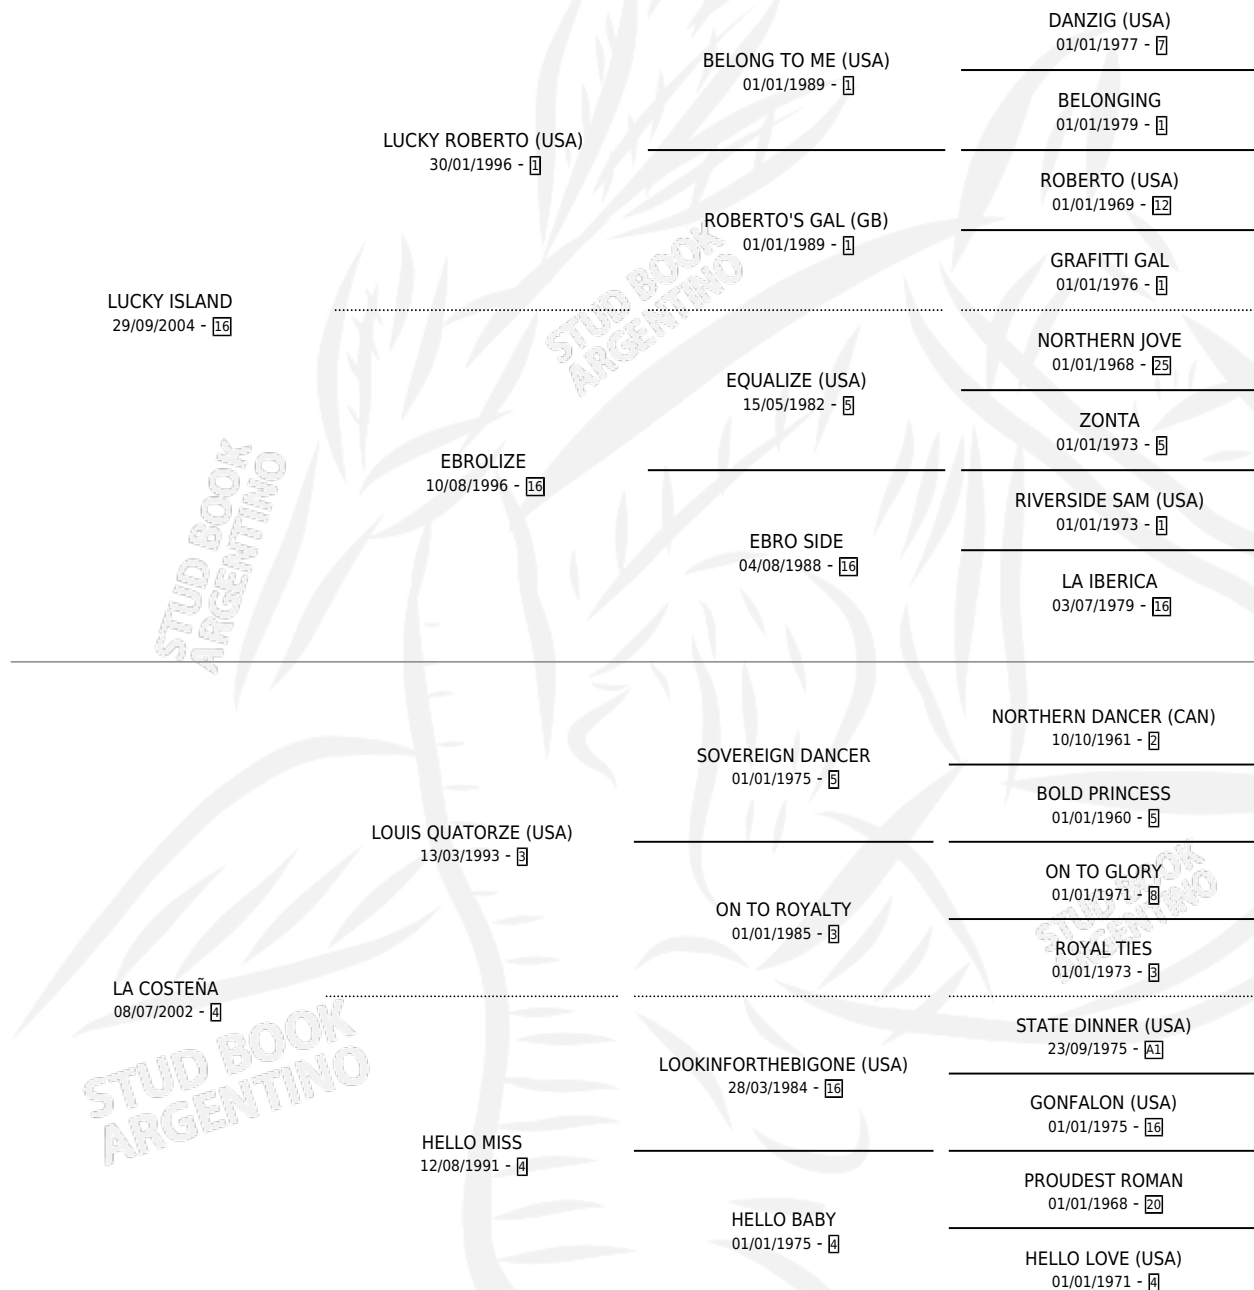 DANZIG (USA)
01/01/1977 - 7
BELONG TO ME (USA)
01/01/1989 - 1
BELONGING
01/01/1979 - 1
LUCKY ROBERTO (USA)
30/01/1996 - 1
ROBERTO (USA)
01/01/1969 - 12
ROBERTO'S GAL (GB)
01/01/1989 - 1
GRAFITTI GAL
01/01/1976 - 1
LUCKY ISLAND
29/09/2004 - 16
STUD BOOK
ARGENTINO
NORTHERN JOVE
01/01/1968 - 25
EQUALIZE (USA)
15/05/1982 - 5
ZONTA
01/01/1973 - 5
EBROLIZE
10/08/1996 - 16
RIVERSIDE SAM (USA)
01/01/1973 - 1
EBRO SIDE
04/08/1988 - 16
LA IBERICA
03/07/1979 - 16
STUD BOOK
ARGENTINO
NORTHERN DANCER (CAN)
10/10/1961 - 2
SOVEREIGN DANCER
01/01/1975 - 5
BOLD PRINCESS
01/01/1960 - 5
LOUIS QUATORZE (USA)
13/03/1993 - 3
ON TO GLORY
01/01/1971 - 8
STUD BOOK
ARGENTINO
ON TO ROYALTY
01/01/1985 - 3
ROYAL TIES
01/01/1973 - 3
LA COSTEÑA
08/07/2002 - 4
STATE DINNER (USA)
23/09/1975 - A1
STUD BOOK
ARGENTINO
LOOKINFORTHEBIGONE (USA)
28/03/1984 - 16
GONFALON (USA)
01/01/1975 - 16
HELLO MISS
12/08/1991 - 4
PROUDEST ROMAN
01/01/1968 - 20
HELLO BABY
01/01/1975 - 4
HELLO LOVE (USA)
01/01/1971 - 4